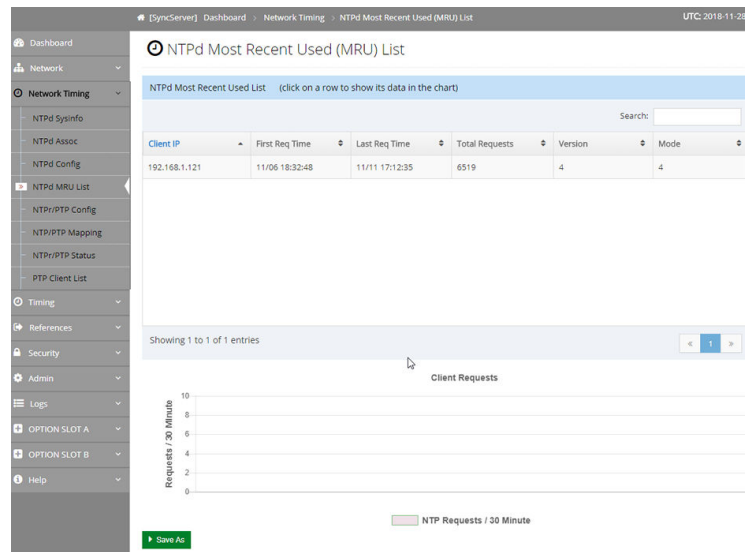 [SyncServer] Dashboard > Network Timing > NTPd Most Recent Used (MRU) List
UTC: 2018-11-28
Dashboard
Network
Network Timing
NTPd Sysinfo
NTPd Assoc
NTPd Config
NTPd MRU List
NTPr/PTP Config
NTP/PTP Mapping
NTPr/PTP Status
PTP Client List
Timing
References
Security
Admin
Logs
OPTION SLOT A
OPTION SLOT B
Help
NTPd Most Recent Used (MRU) List
NTPd Most Recent Used List (click on a row to show its data in the chart)
Search:
Client IP First Req Time Last Req Time Total Requests Version Mode
192.168.1.121 11/06 18:32:48 11/11 17:12:35 6519 4 4
Showing 1 to 1 of 1 entries
« 1 »
Client Requests
Requests / 30 Minute
10
8
6
4
2
0
NTP Requests / 30 Minute
Save As